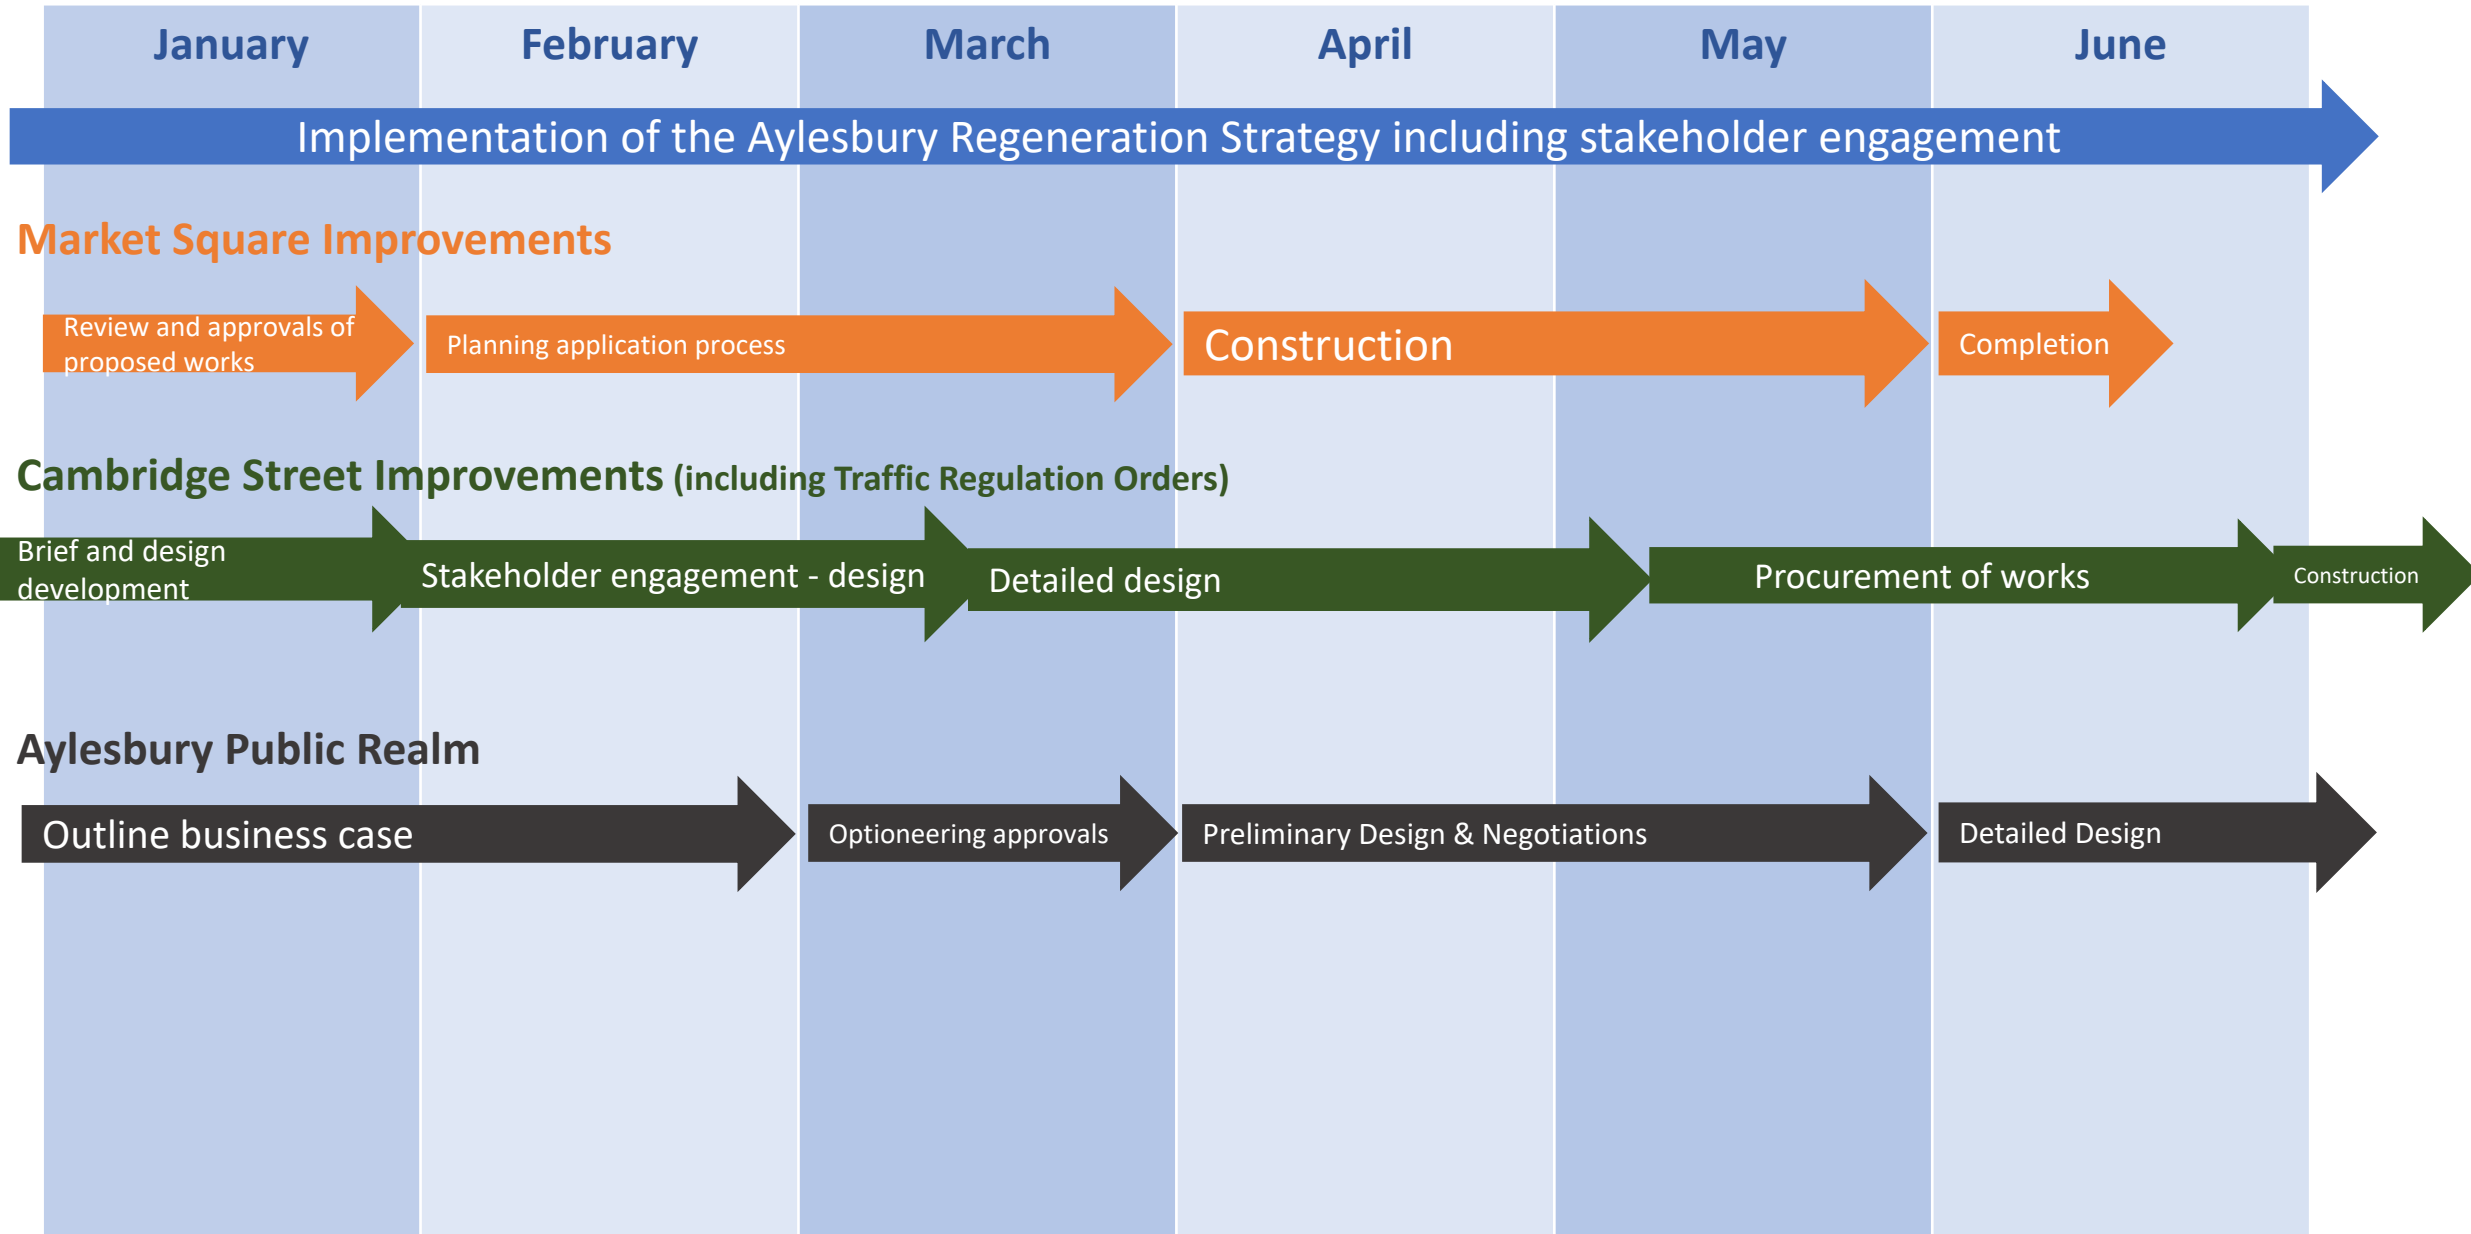 January
February
March
April
May
June
Implementation of the Aylesbury Regeneration Strategy including stakeholder engagement
Market Square Improvements
Review and approvals of
proposed works
Planning application process
Construction
Completion
Cambridge Street Improvements (including Traffic Regulation Orders)
Brief and design
development
Stakeholder engagement - design
Detailed design
Procurement of works
Construction
Aylesbury Public Realm
Outline business case
Optioneering approvals
Preliminary Design & Negotiations
Detailed Design